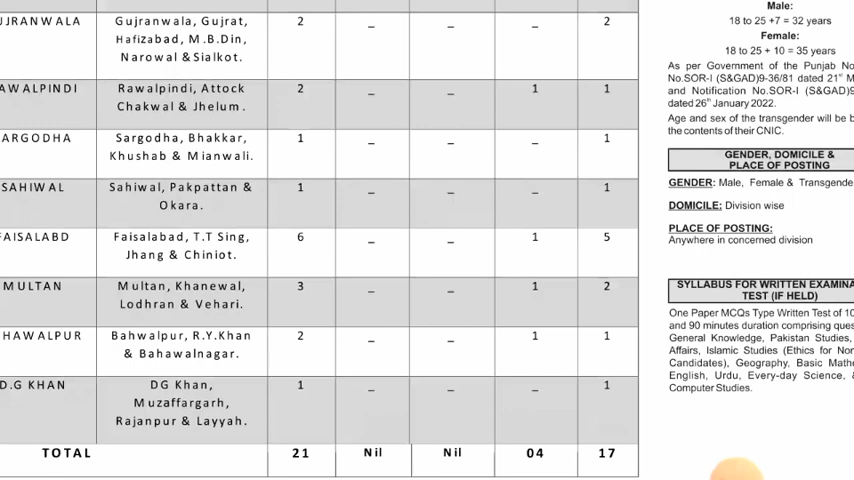 Gujranwala, Gujrat,
UJRANWALA 2 _ _ _ 2
Hafizabad, M.B.Din,
Narowal &Sialkot.
AWALPINDI Rawalpindi, Attock 2 _ _ 1 1
Chakwal & Jhelum.
ARGODHA Sargodha, Bhakkar, 1 _ _ _ 1
Khushab & Mianwali.
SAHIWAL Sahiwal, Pakpattan & 1 _ _ _ 1
Okara.
FAISALABD Faisalabad, T.T Sing, 6 _ _ 1 5
Jhang & Chiniot.
MULTAN Multan, Khanewal, 3 _ _ 1 2
Lodhran & Vehari.
HAWALPUR Bahwalpur, R.Y.Khan 2 _ _ 1 1
& Bahawalnagar.
D.G KHAN DG Khan, 1 _ _ _ 1
Muzaffargarh,
Rajanpur & Layyah.
TOTAL 21 Nil Nil 04 17
Male:
18 to 25 +7 = 32 years
Female:
18 to 25 + 10 = 35 years
As per Government of the Punjab No
No.SOR-I (S&GAD)9-36/81 dated 21st M
and Notification No.SOR-I (S&GAD)9
dated 26th January 2022.
Age and sex of the transgender will be b
the contents of their CNIC.
GENDER, DOMICILE &
PLACE OF POSTING
GENDER: Male, Female & Transgende
DOMICILE: Division wise
PLACE OF POSTING:
Anywhere in concerned division
SYLLABUS FOR WRITTEN EXAMINA
TEST (IF HELD)
One Paper MCQs Type Written Test of 10
and 90 minutes duration comprising ques
General Knowledge, Pakistan Studies,
Affairs, Islamic Studies (Ethics for Non
Candidates), Geography, Basic Mathe
English, Urdu, Every-day Science, &
Computer Studies.